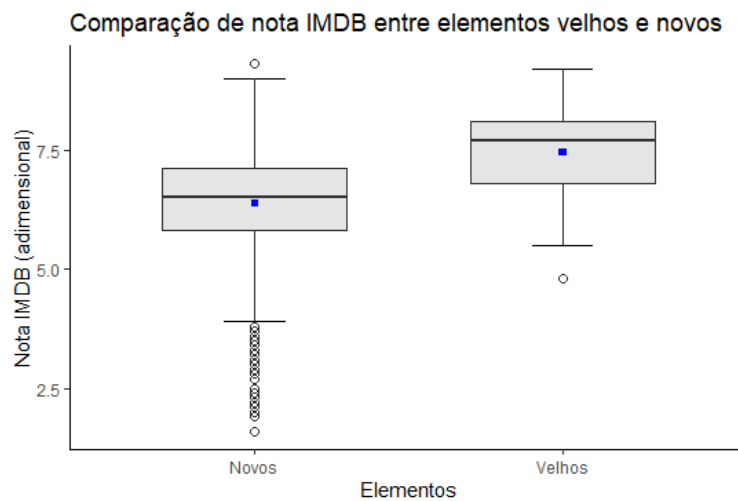 Comparação de nota IMDB entre elementos velhos e novos
Nota IMDB (adimensional)
7.5
5.0
2.5
Novos
Velhos
Elementos